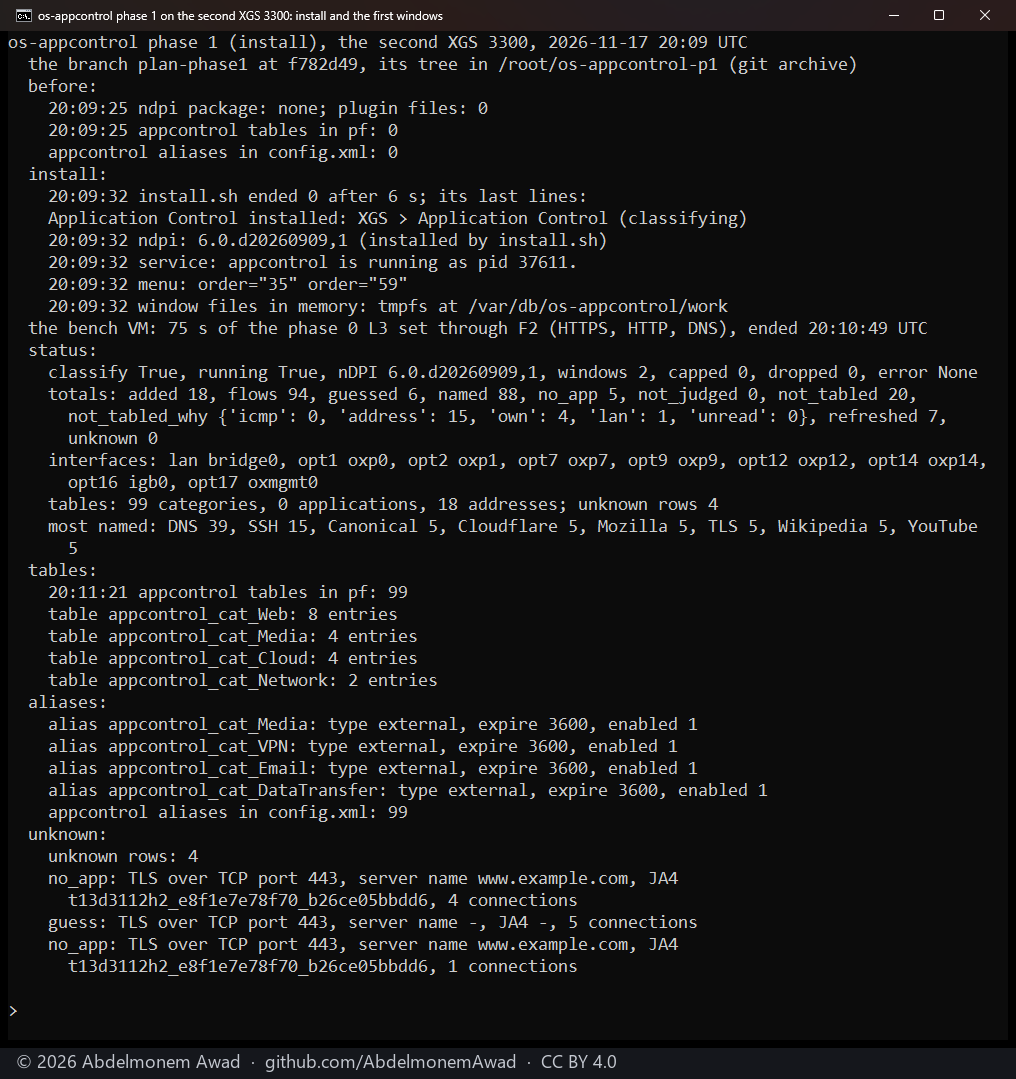 os-appcontrol phase 1 on the second XGS 3300: install and the first windows
os-appcontrol phase 1 (install), the second XGS 3300, 2026-11-17 20:09 UTC
the branch plan-phase1 at f782d49, its tree in /root/os-appcontrol-p1 (git archive)
before:
20:09:25 ndpi package: none; plugin files: 0
20:09:25 appcontrol tables in pf: 0
appcontrol aliases in config.xml: 0
install:
20:09:32 install.sh ended 0 after 6 s; its last lines:
Application Control installed: XGS > Application Control (classifying)
20:09:32 ndpi: 6.0.d20260909,1 (installed by install.sh)
20:09:32 service: appcontrol is running as pid 37611.
20:09:32 menu: order="35" order="59"
20:09:32 window files in memory: tmpfs at /var/db/os-appcontrol/work
the bench VM: 75 s of the phase 0 L3 set through F2 (HTTPS, HTTP, DNS), ended 20:10:49 UTC
status:
classify True, running True, nDPI 6.0.d20260909,1, windows 2, capped 0, dropped 0, error None
totals: added 18, flows 94, guessed 6, named 88, no_app 5, not_judged 0, not_tabled 20,
not_tabled_why {'icmp': 0, 'address': 15, 'own': 4, 'lan': 1, 'unread': 0}, refreshed 7,
unknown 0
interfaces: lan bridge0, opt1 oxp0, opt2 oxp1, opt7 oxp7, opt9 oxp9, opt12 oxp12, opt14 oxp14,
opt16 igb0, opt17 oxmgmt0
tables: 99 categories, 0 applications, 18 addresses; unknown rows 4
most named: DNS 39, SSH 15, Canonical 5, Cloudflare 5, Mozilla 5, TLS 5, Wikipedia 5, YouTube
5
tables:
20:11:21 appcontrol tables in pf: 99
table appcontrol_cat_Web: 8 entries
table appcontrol_cat_Media: 4 entries
table appcontrol_cat_Cloud: 4 entries
table appcontrol_cat_Network: 2 entries
aliases:
alias appcontrol_cat_Media: type external, expire 3600, enabled 1
alias appcontrol_cat_VPN: type external, expire 3600, enabled 1
alias appcontrol_cat_Email: type external, expire 3600, enabled 1
alias appcontrol_cat_DataTransfer: type external, expire 3600, enabled 1
appcontrol aliases in config.xml: 99
unknown:
unknown rows: 4
no_app: TLS over TCP port 443, server name www.example.com, JA4
t13d3112h2_e8f1e7e78f70_b26ce05bbdd6, 4 connections
guess: TLS over TCP port 443, server name -, JA4 -, 5 connections
no_app: TLS over TCP port 443, server name www.example.com, JA4
t13d3112h2_e8f1e7e78f70_b26ce05bbdd6, 1 connections
>
© 2026 Abdelmonem Awad · github.com/AbdelmonemAwad · CC BY 4.0